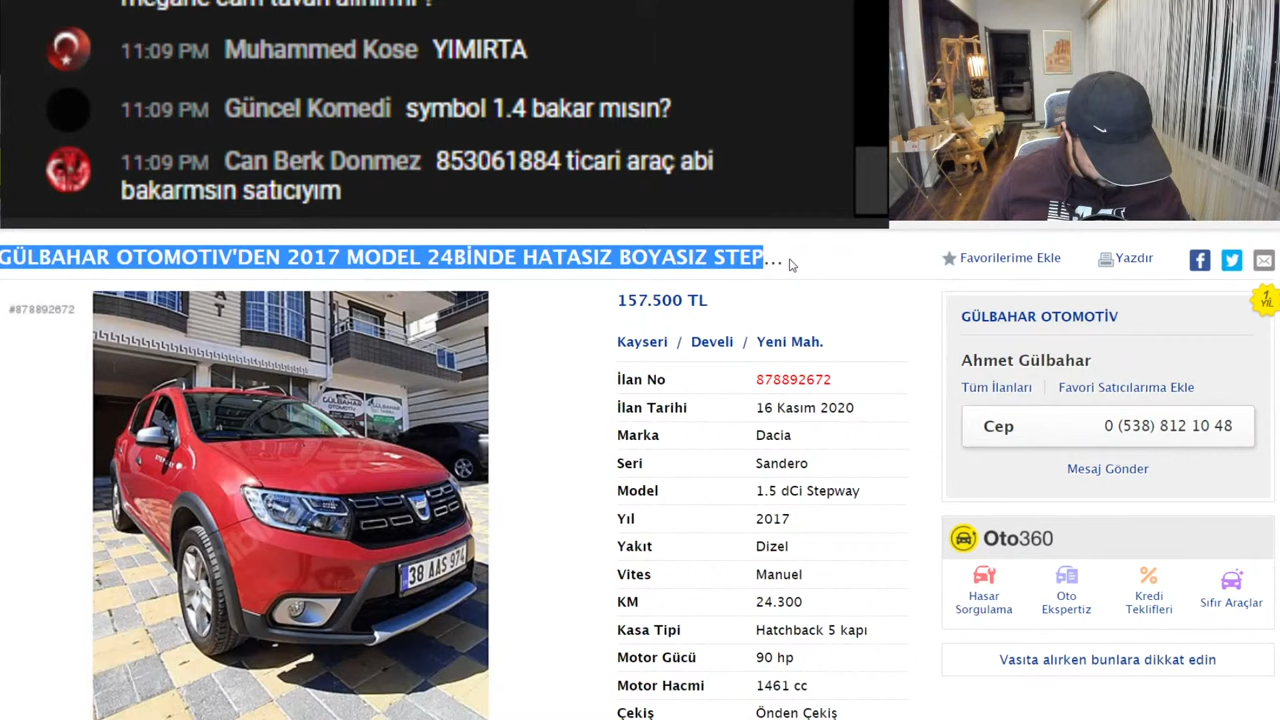 11:09 PM Muhammed Kose YIMIRTA
11:09 PM Güncel Komedi symbol 1.4 bakar mısın?
11:09 PM Can Berk Donmez 853061884 ticari araç abi
bakarmsın satıcıyım
GÜLBAHAR OTOMOTIV'DEN 2017 MODEL 24BİNDE HATASIZ BOYASIZ STEP...
Favorilerime Ekle
Yazdır
#878892672
157.500 TL
Kayseri / Develi / Yeni Mah.
İlan No 878892672
İlan Tarihi 16 Kasım 2020
Marka Dacia
Seri Sandero
Model 1.5 dCi Stepway
Yıl 2017
Yakıt Dizel
Vites Manuel
KM 24.300
Kasa Tipi Hatchback 5 kapı
Motor Gücü 90 hp
Motor Hacmi 1461 cc
Çekiş Önden Çekiş
1.
YIL
GÜLBAHAR OTOMOTİV
Ahmet Gülbahar
Tüm İlanları | Favori Satıcılarıma Ekle
Cep 0 (538) 812 10 48
Mesaj Gönder
Oto360
Hasar Sorgulama
Oto Ekspertiz
Kredi Teklifleri
Sıfır Araçlar
Vasıta alırken bunlara dikkat edin
GÜLBAHAR
OTOMOTİV
38 AAS 974